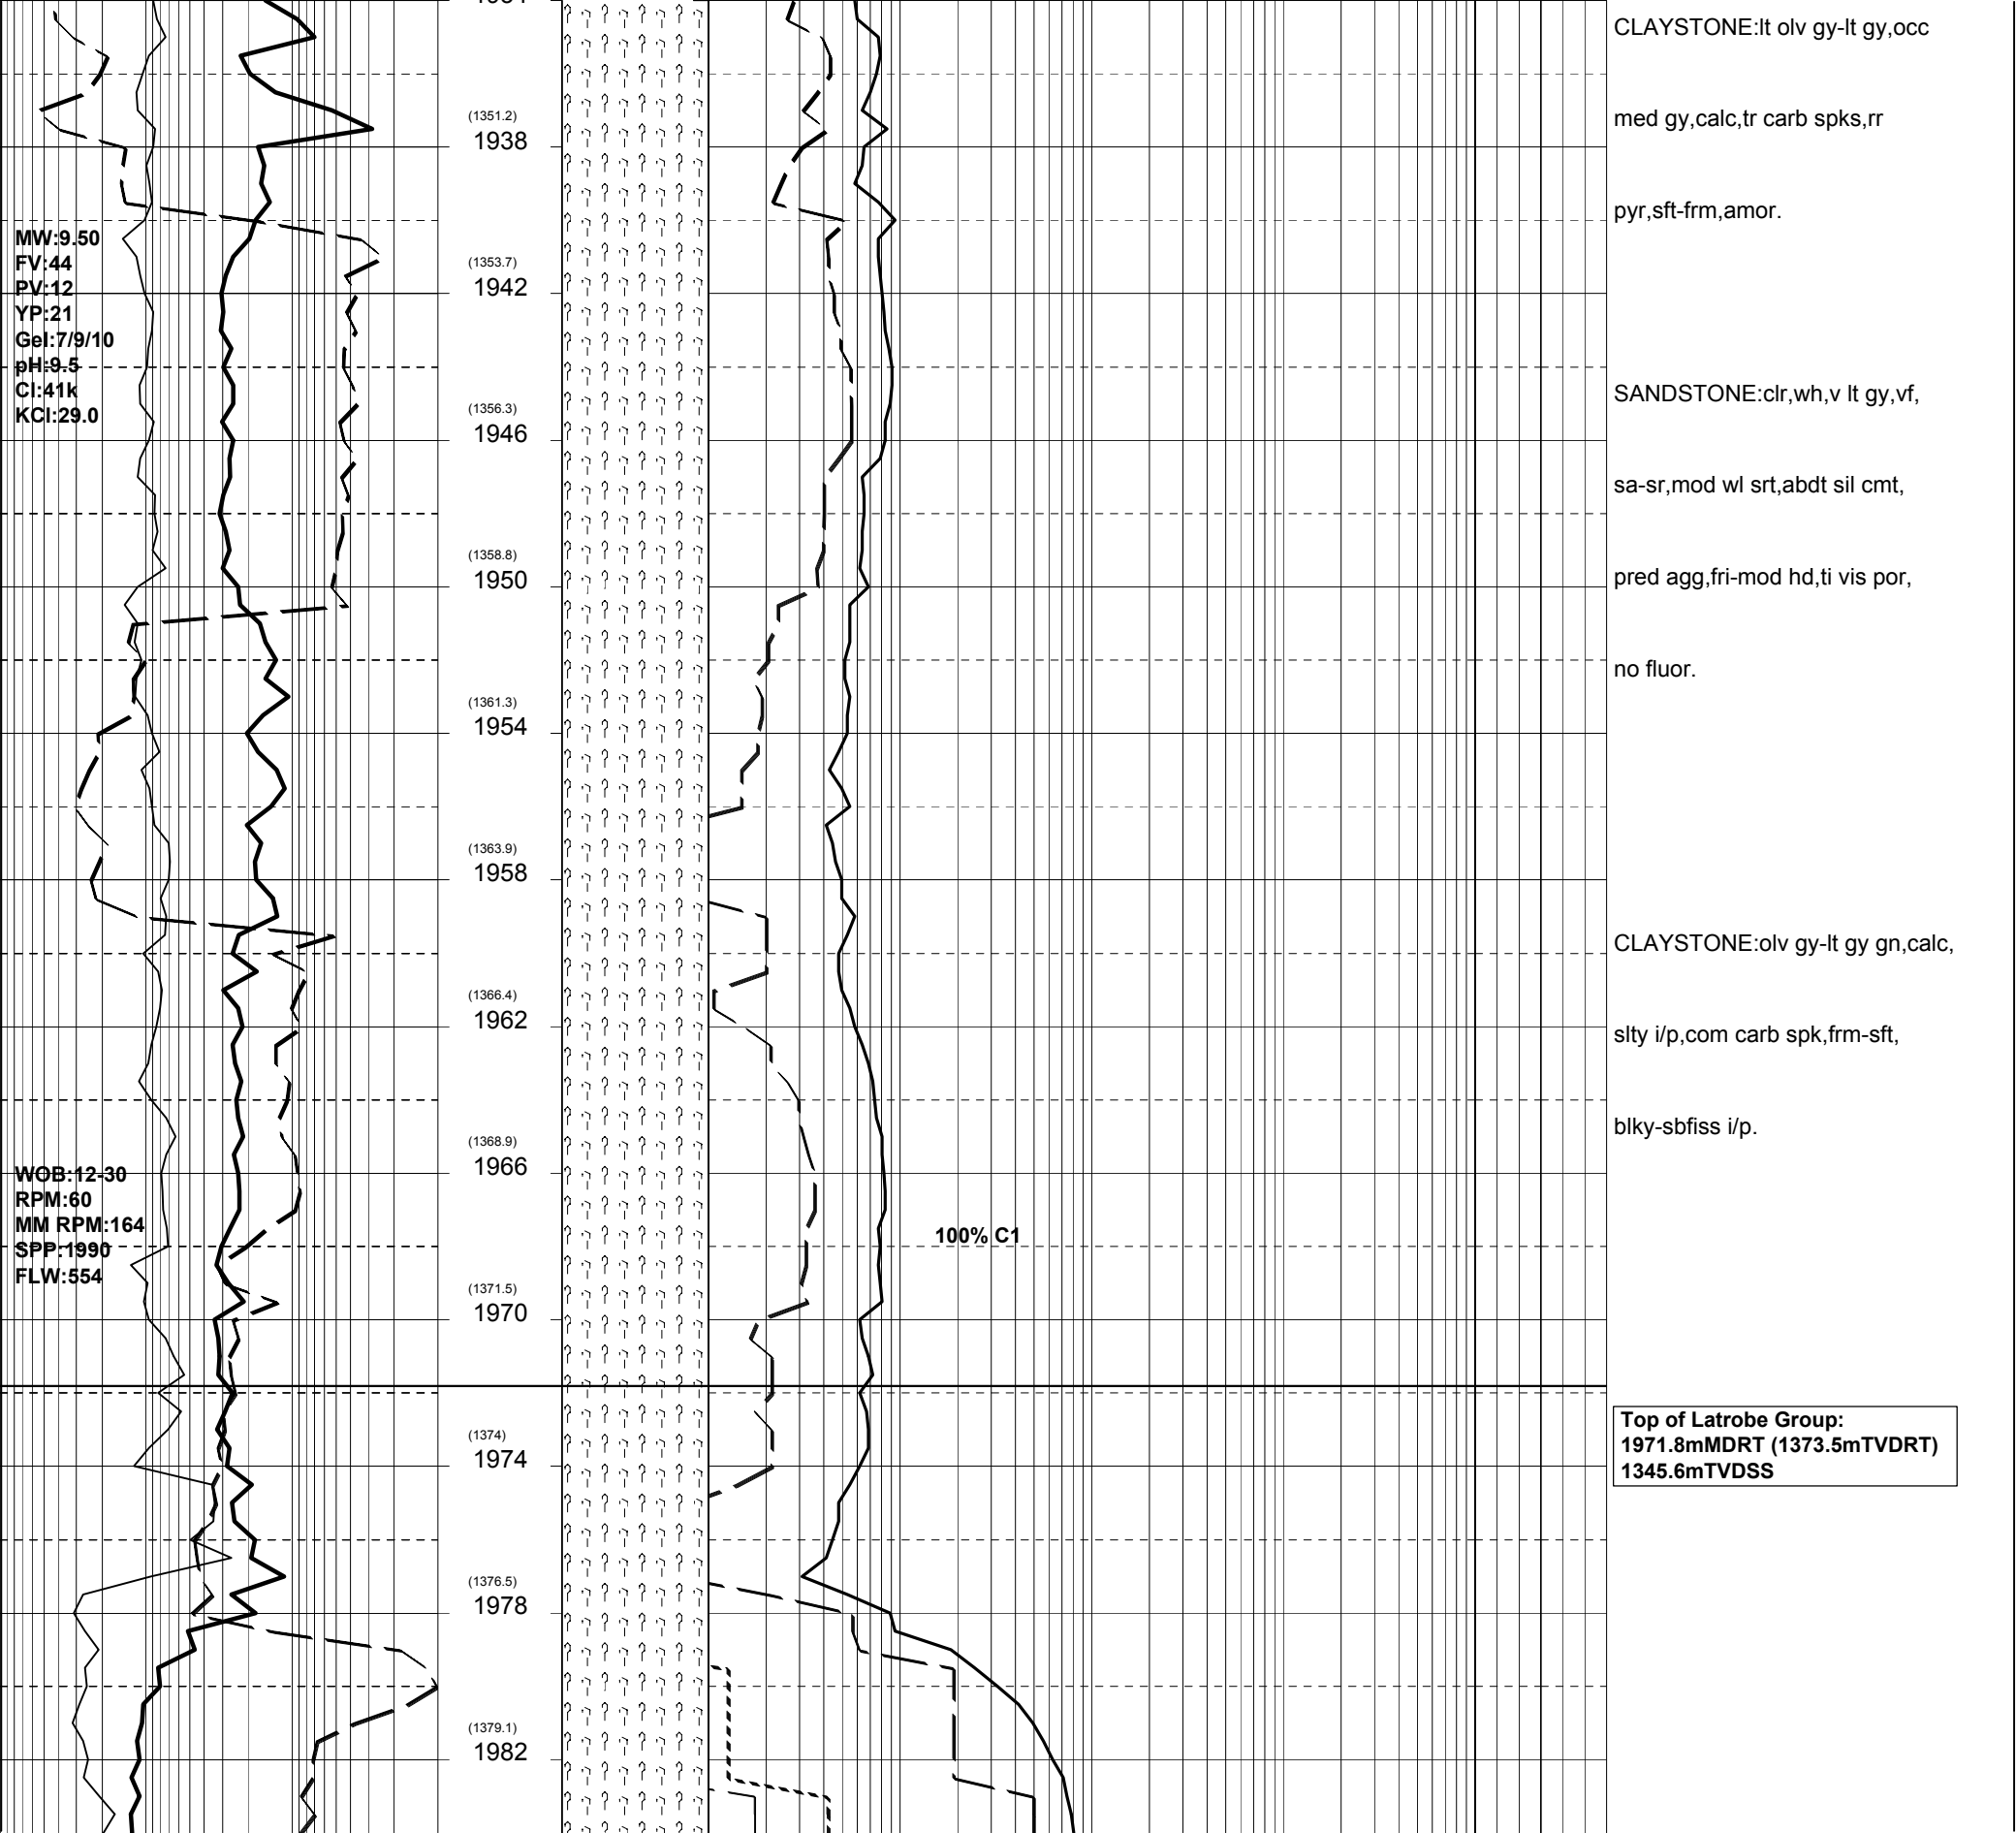 CLAYSTONE:lt olv gy-lt gy,occ
med gy,calc,tr carb spks,rr
pyr,sft-frm,amor.
MW:9.50
FV:44
PV:12
YP:21
Gel:7/9/10
pH:9.5
Cl:41k
KCl:29.0
(1351.2)
1938
(1353.7)
1942
(1356.3)
1946
(1358.8)
1950
(1361.3)
1954
(1363.9)
1958
(1366.4)
1962
(1368.9)
1966
(1371.5)
1970
(1374)
1974
(1376.5)
1978
(1379.1)
1982
SANDSTONE:clr,wh,v lt gy,vf,
sa-sr,mod wl srt,abdt sil cmt,
pred agg,fri-mod hd,ti vis por,
no fluor.
CLAYSTONE:olv gy-lt gy gn,calc,
slty i/p,com carb spk,frm-sft,
blky-sbfiss i/p.
WOB:12-30
RPM:60
MM RPM:164
SPP:1990
FLW:554
100% C1
Top of Latrobe Group:
1971.8mMDRT (1373.5mTVDRT)
1345.6mTVDSS